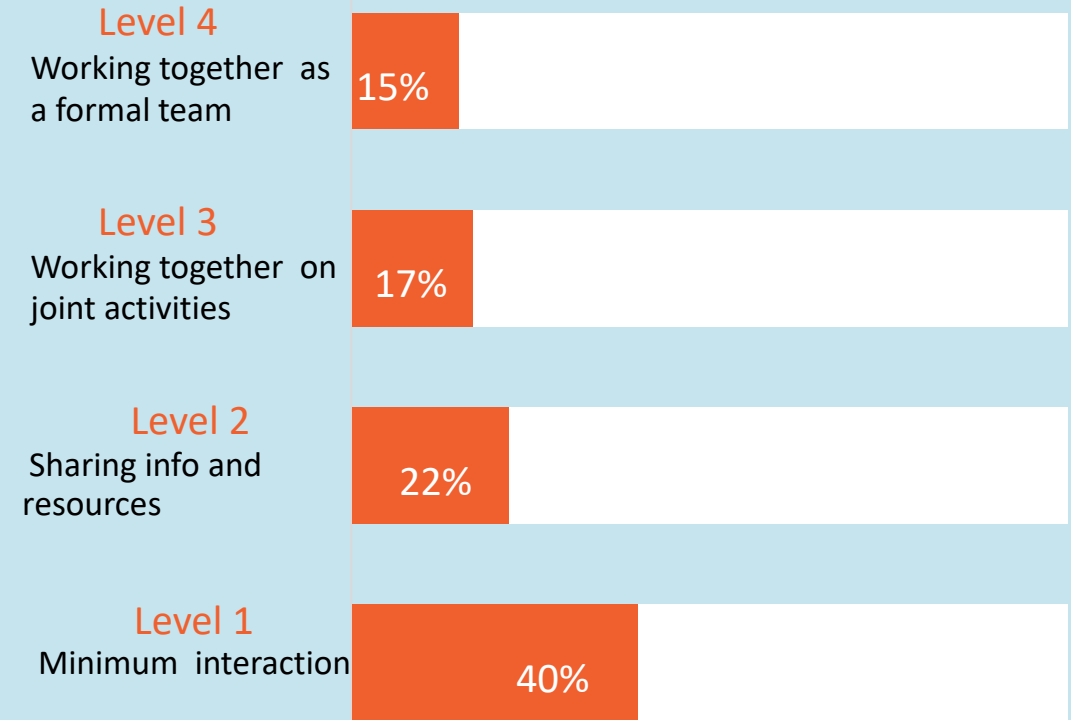 Level 4
Working together as
a formal team
15%
Level 3
Working together on
joint activities
17%
Level 2
Sharing info and
resources
22%
Level 1
Minimum interaction
40%